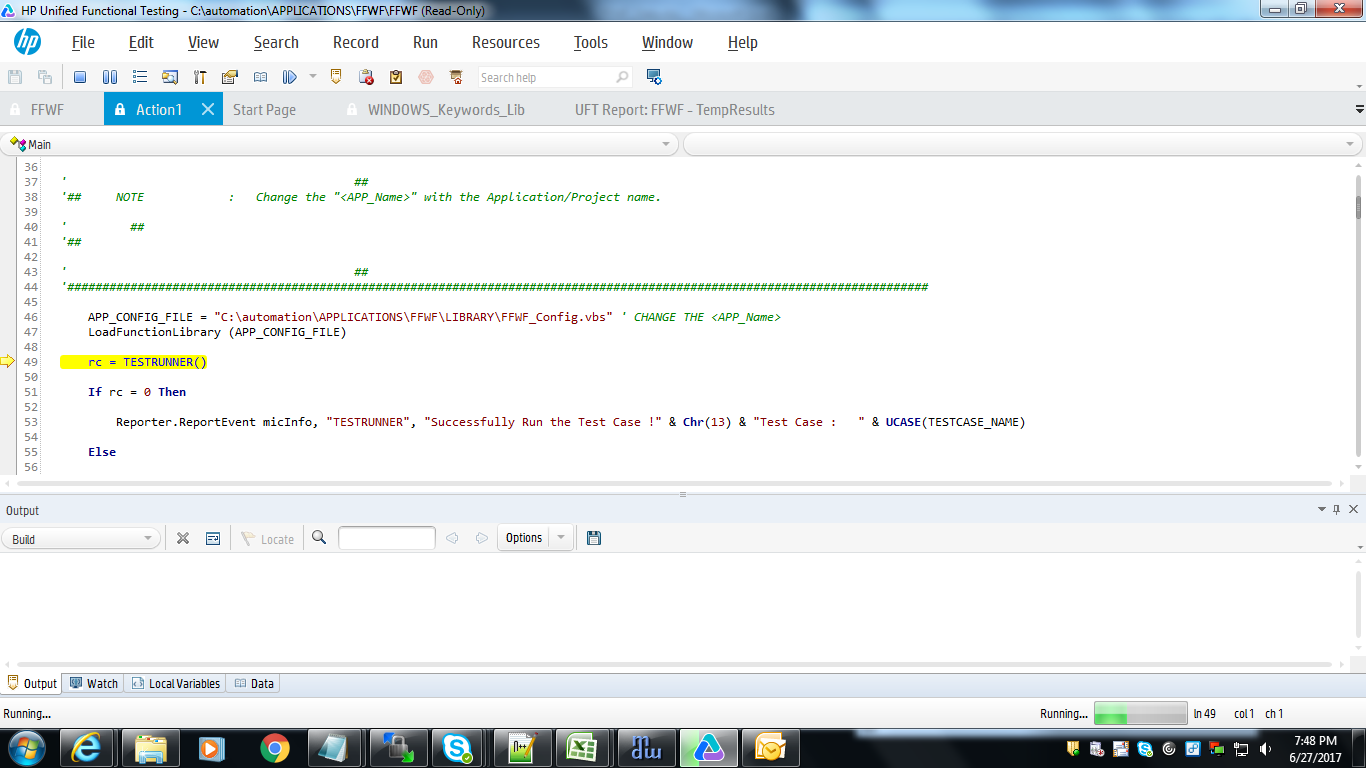 HP Unified Functional Testing - C:\automation\APPLICATIONS\FFWF\FFWF (Read-Only)
hp File Edit View Search Record Run Resources Tools Window Help
Search help
FFWF Action1 Start Page WINDOWS_Keywords_Lib UFT Report: FFWF - TempResults
Main
36
37 ' ##
38 '## NOTE : Change the "<APP_Name>" with the Application/Project name.
39
40 ' ##
41 '##
42
43 ' ##
44 '###########################################################################################################################
45
46 APP_CONFIG_FILE = "C:\automation\APPLICATIONS\FFWF\LIBRARY\FFWF_Config.vbs" ' CHANGE THE <APP_Name>
47 LoadFunctionLibrary (APP_CONFIG_FILE)
48
49 rc = TESTRUNNER()
50
51 If rc = 0 Then
52
53 Reporter.ReportEvent micInfo, "TESTRUNNER", "Successfully Run the Test Case !" & Chr(13) & "Test Case :   " & UCASE(TESTCASE_NAME)
54
55 Else
56
Output
Build Locate Options
Output Watch Local Variables Data
Running... Running... ln 49 col 1 ch 1
7:48 PM
6/27/2017